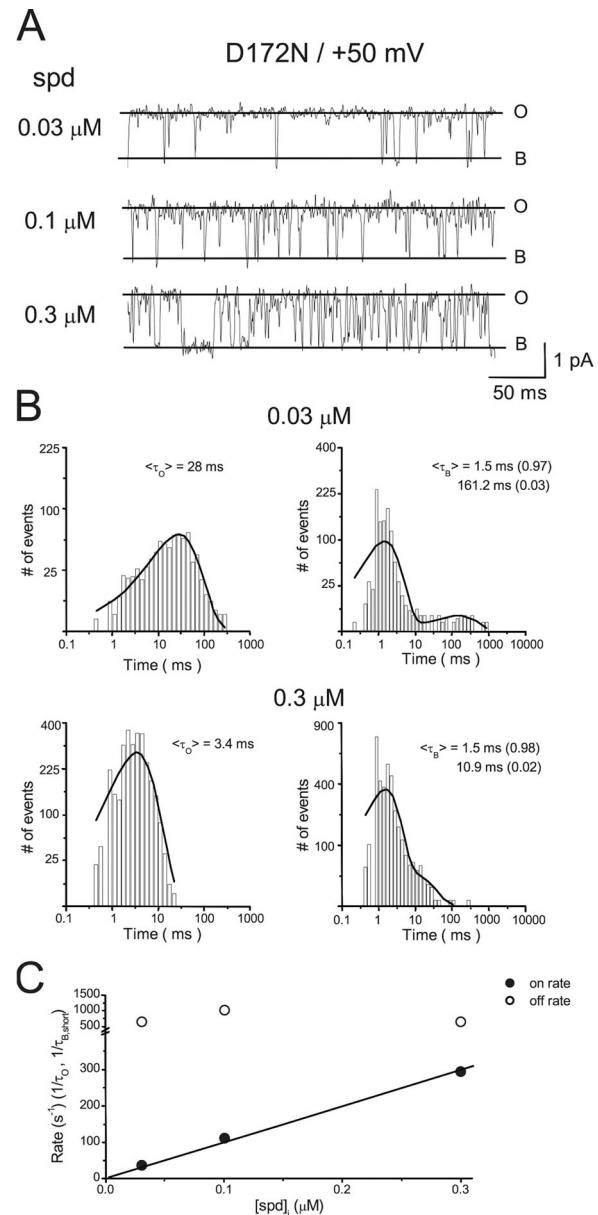 A
D172N / +50 mV
spd
0.03 μM
O
B
0.1 μM
O
B
0.3 μM
O
B
1 pA
50 ms
B
0.03 μM
225
100
25
# of events
<τO> = 28 ms
0.1 1 10 100 1000
Time ( ms )
400
225
100
25
# of events
<τB> = 1.5 ms (0.97)
161.2 ms (0.03)
0.1 1 10 100 1000 10000
Time ( ms )
0.3 μM
400
225
100
25
# of events
<τO> = 3.4 ms
0.1 1 10 100 1000
Time ( ms )
900
400
100
# of events
<τB> = 1.5 ms (0.98)
10.9 ms (0.02)
0.1 1 10 100 1000 10000
Time ( ms )
C
Rate (s-1) (1/τO , 1/τB,short)
1500
1000
500
300
200
100
0
0.0 0.1 0.2 0.3
[spd]i (μM)
on rate
off rate